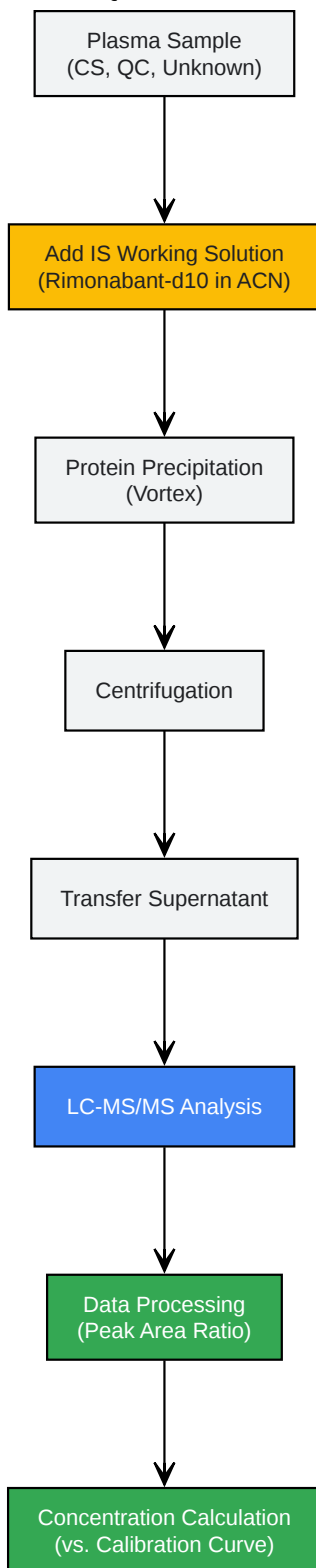 Plasma Sample
(CS, QC, Unknown)
Add IS Working Solution
(Rimonabant-d10 in ACN)
Protein Precipitation
(Vortex)
Centrifugation
Transfer Supernatant
LC-MS/MS Analysis
Data Processing
(Peak Area Ratio)
Concentration Calculation
(vs. Calibration Curve)